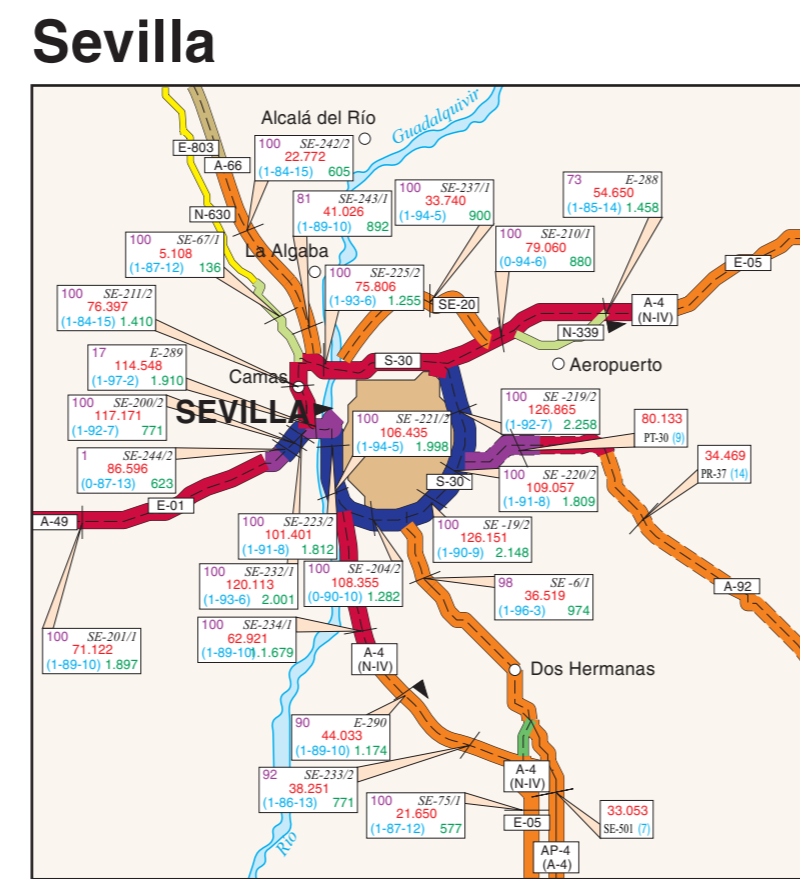 Sevilla
Alcalá del Río
Guadalquivir
E-803
A-66
N-630
100 SE-242/2
22.772
(1-84-15) 605
81 SE-243/1
41.026
(1-89-10) 892
100 SE-237/1
33.740
(1-94-5) 900
73 E-288
54.650
(1-85-14) 1.458
100 SE-67/1
5.108
(1-87-12) 136
La Algaba
100 SE-225/2
75.806
(1-93-6) 1.255
100 SE-210/1
79.060
(0-94-6) 880
E-05
SE-20
A-4
(N-IV)
N-339
100 SE-211/2
76.397
(1-84-15) 1.410
S-30
Aeropuerto
17 E-289
114.548
(1-97-2) 1.910
Camas
SEVILLA
100 SE-200/2
117.171
(1-92-7) 771
100 SE -221/2
106.435
(1-94-5) 1.998
100 SE -219/2
126.865
(1-92-7) 2.258
80.133
PT-30 (9)
1 SE-244/2
86.596
(0-87-13) 623
34.469
PR-37 (14)
100 SE -220/2
109.057
(1-91-8) 1.809
S-30
E-01
A-49
100 SE-223/2
101.401
(1-91-8) 1.812
100 SE -19/2
126.151
(1-90-9) 2.148
100 SE-232/1
120.113
(1-93-6) 2.001
100 SE -204/2
108.355
(0-90-10) 1.282
98 SE -6/1
36.519
(1-96-3) 974
A-92
100 SE-201/1
71.122
(1-89-10) 1.897
100 SE-234/1
62.921
(1-89-10) 1.679
A-4
(N-IV)
Dos Hermanas
90 E-290
44.033
(1-89-10) 1.174
92 SE-233/2
38.251
(1-86-13) 771
A-4
(N-IV)
100 SE-75/1
21.650
(1-87-12) 577
E-05
33.053
SE-501 (7)
Río
AP-4
(A-4)